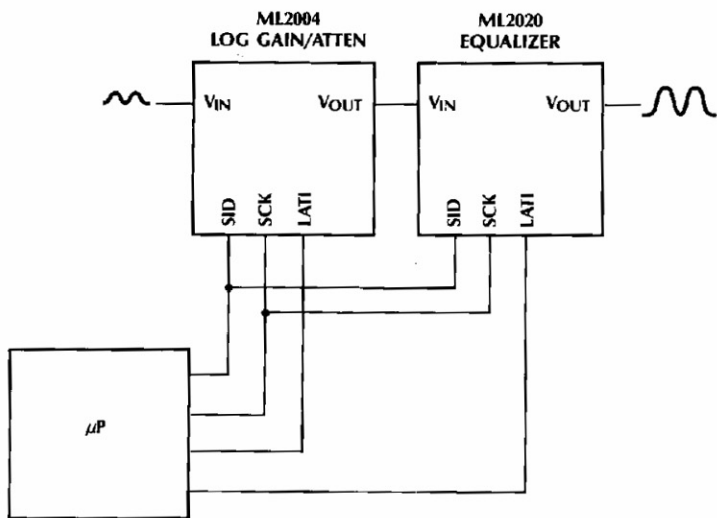 ML2004
LOG GAIN/ATTEN
ML2020
EQUALIZER
VIN
VOUT
VIN
VOUT
SID
SCK
LATI
SID
SCK
LATI
μP